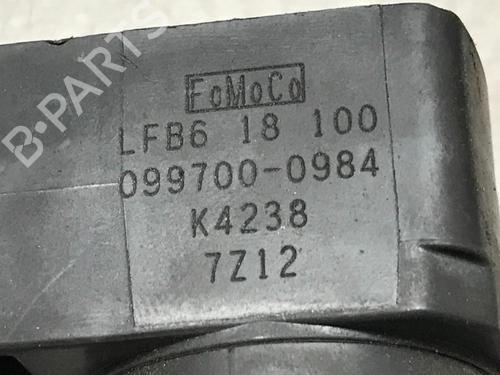 B-PARTS
FoMoCo
LFB6 18 100
099700-0984
K4238
7Z12